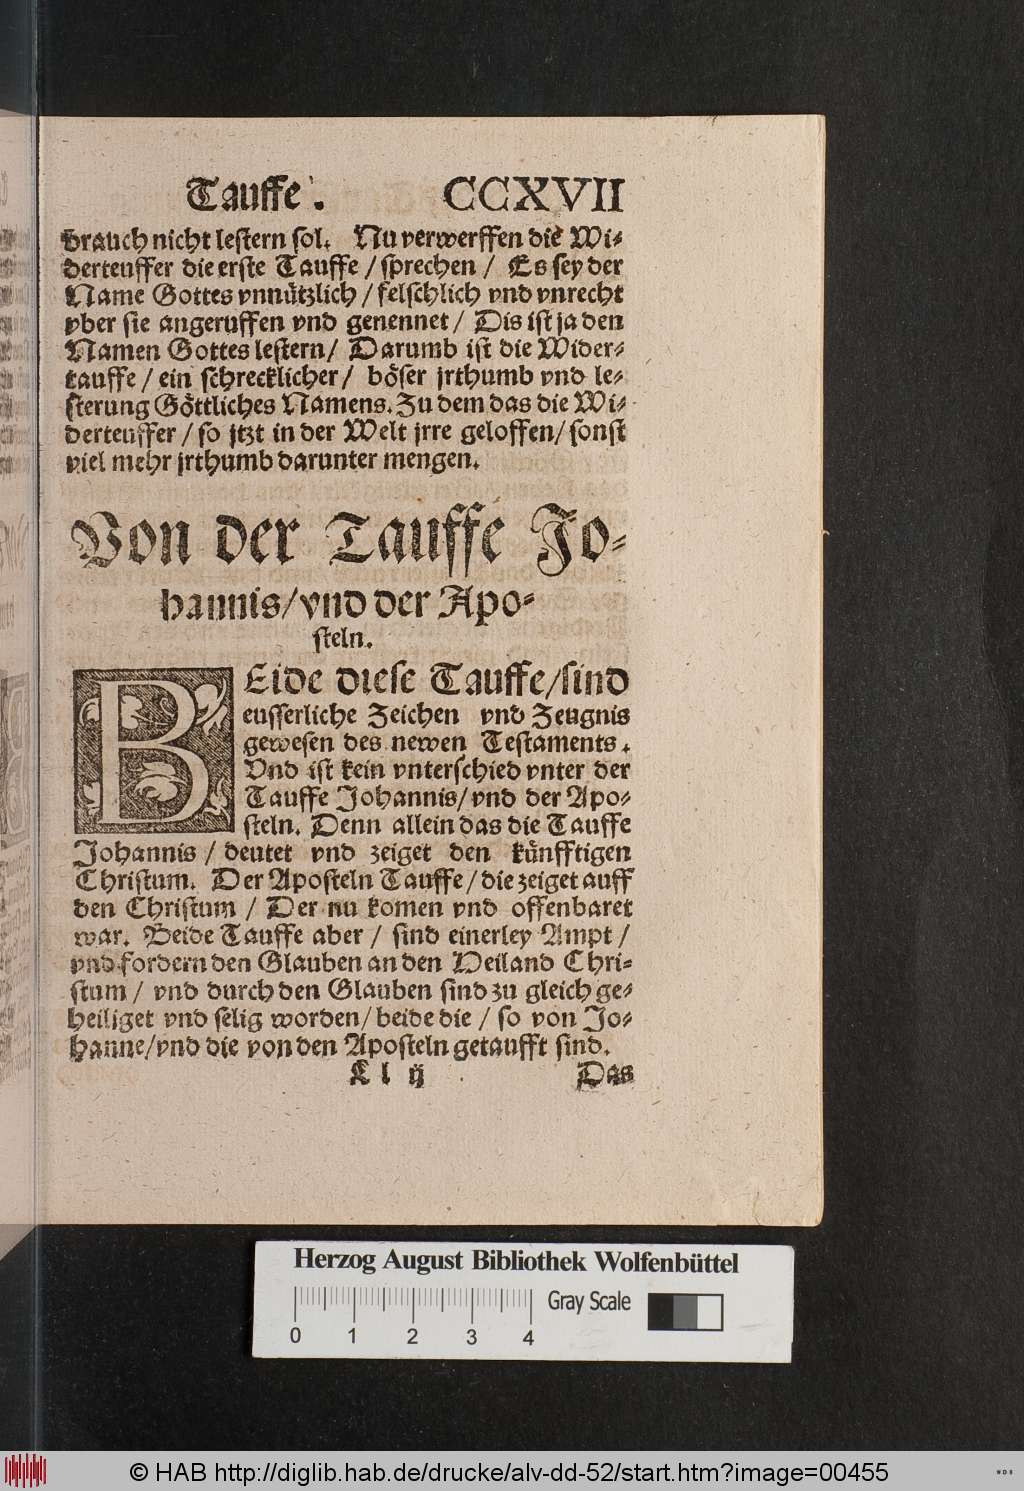 Tauffe. CCXVII
brauch nicht lestern sol. Nu verwerffen die Wi-
derteuffer die erste Tauffe / sprechen / Es sey der
Name Gottes vnnützlich / felschlich vnd vnrecht
vber sie angeruffen vnd genennet / Dis ist ja den
Namen Gottes lestern / Darumb ist die Wider-
tauffe / ein schrecklicher / böser jrthumb vnd le-
sterung Göttliches Namens. Zu dem das die Wi-
derteuffer / so jtzt in der Welt jrre geloffen / sonst
viel mehr jrthumb darunter mengen.
Von der Tauffe Jo-
hannis / vnd der Apo-
steln.
BEide diese Tauffe / sind
eusserliche Zeichen vnd Zeugnis
gewesen des newen Testaments.
Vnd ist kein vnterschied vnter der
Tauffe Johannis / vnd der Apo-
steln. Denn allein das die Tauffe
Johannis / deutet vnd zeiget den künfftigen
Christum. Der Aposteln Tauffe / die zeiget auff
den Christum / Der nu komen vnd offenbaret
war. Beide Tauffe aber / sind einerley Ampt /
vnd fordern den Glauben an den Heiland Chri-
stum / vnd durch den Glauben sind zu gleich ge-
heiliget vnd selig worden / beide die / so von Jo-
hanne / vnd die von den Aposteln getaufft sind.
Ll ij Das
Herzog August Bibliothek Wolfenbüttel
Gray Scale
0 1 2 3 4
© HAB http://diglib.hab.de/drucke/alv-dd-52/start.htm?image=00455